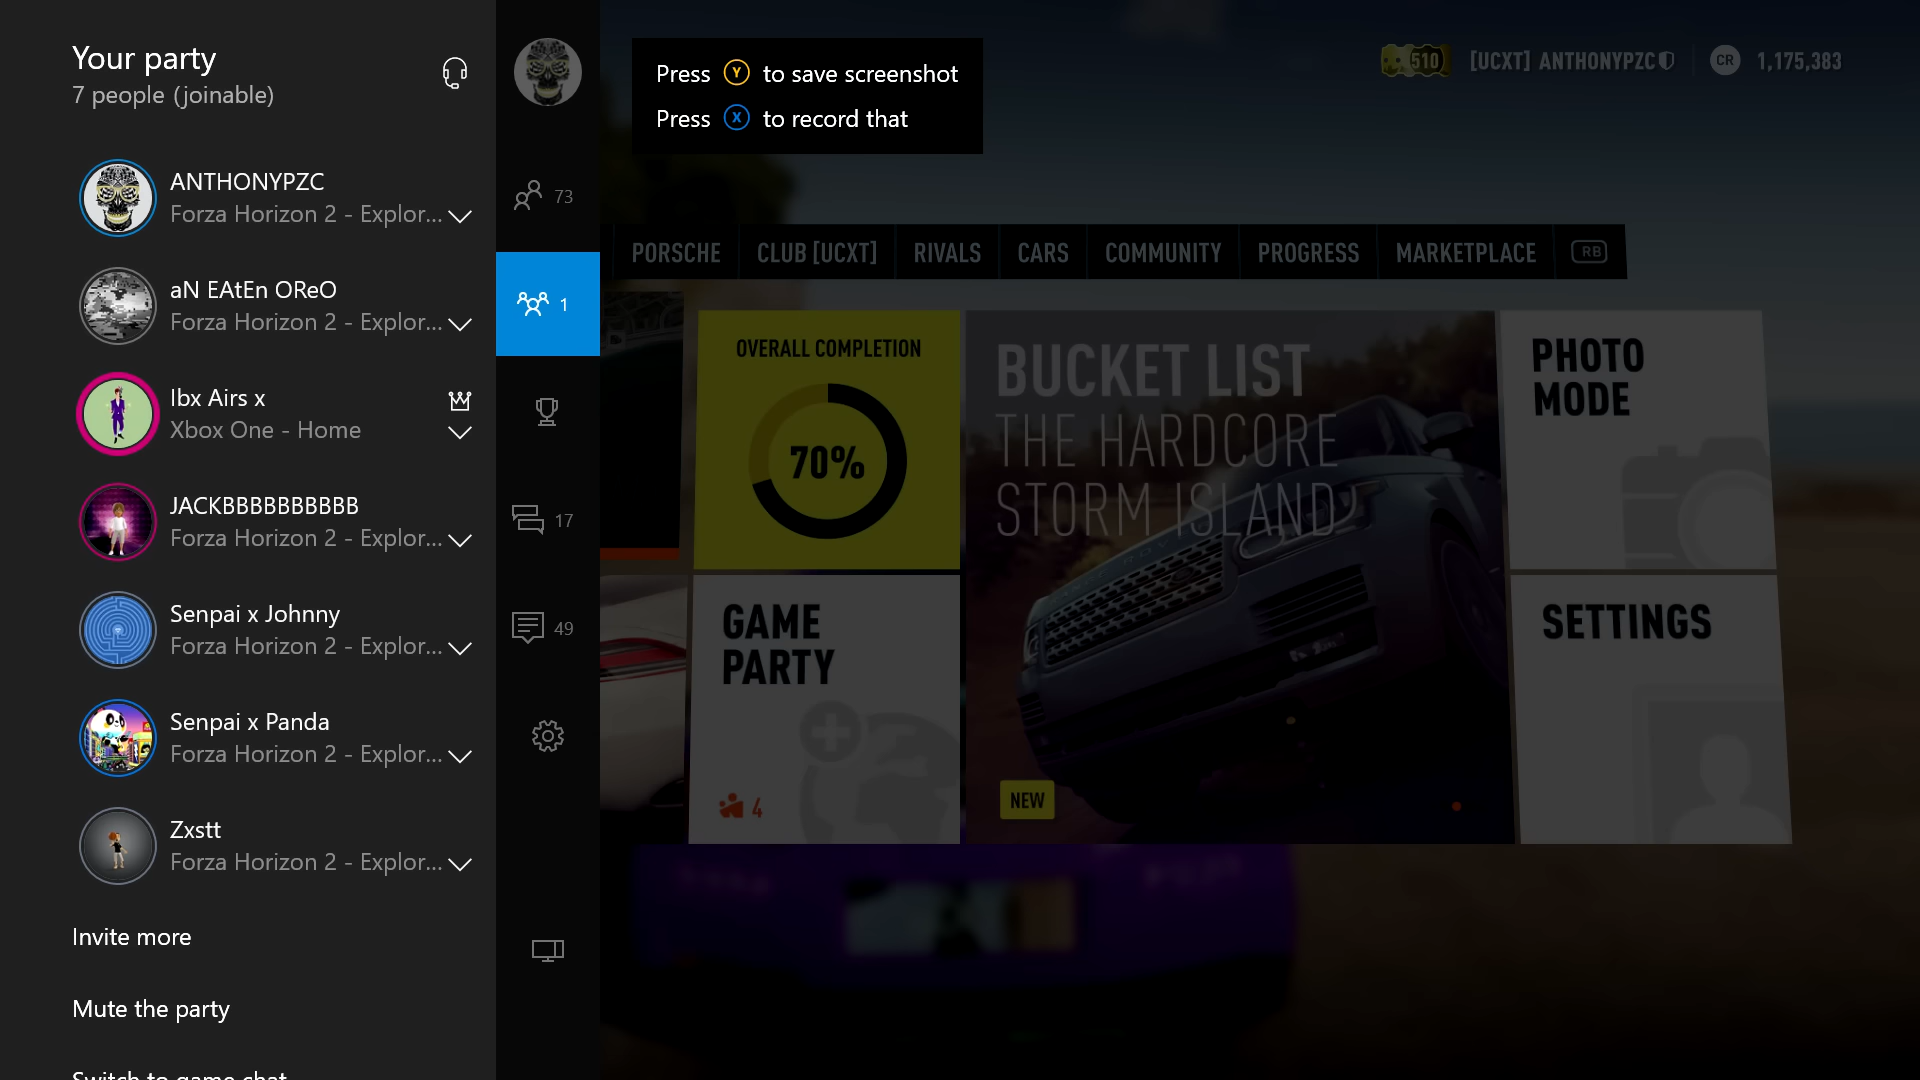 Your party
7 people (joinable)
ANTHONYPZC
Forza Horizon 2 - Explor...
aN EAtEn OReO
Forza Horizon 2 - Explor...
Ibx Airs x
Xbox One - Home
JACKBBBBBBBBBB
Forza Horizon 2 - Explor...
Senpai x Johnny
Forza Horizon 2 - Explor...
Senpai x Panda
Forza Horizon 2 - Explor...
Zxstt
Forza Horizon 2 - Explor...
Invite more
Mute the party
Switch to game chat
73
1
17
49
Press Y to save screenshot
Press X to record that
510 [UCXT] ANTHONYPZC CR 1,175,383
PORSCHE CLUB [UCXT] RIVALS CARS COMMUNITY PROGRESS MARKETPLACE RB
OVERALL COMPLETION
70%
GAME
PARTY
4
BUCKET LIST
THE HARDCORE
STORM ISLAND
NEW
PHOTO
MODE
SETTINGS